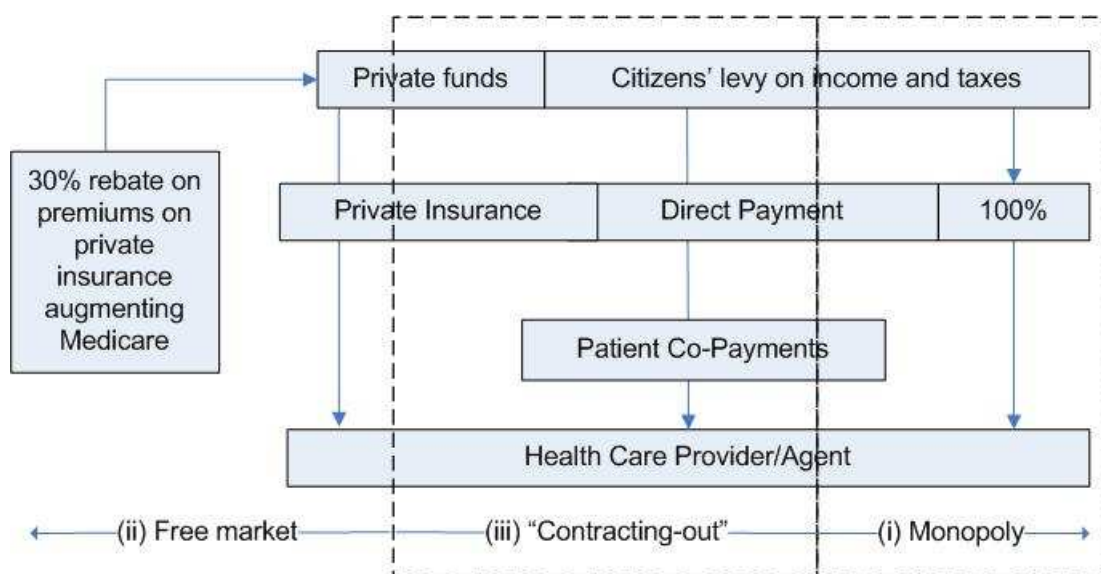 Private funds
Citizens' levy on income and taxes
30% rebate on
premiums on
private
insurance
augmenting
Medicare
Private Insurance
Direct Payment
100%
Patient Co-Payments
Health Care Provider/Agent
(ii) Free market
(iii) “Contracting-out”
(i) Monopoly